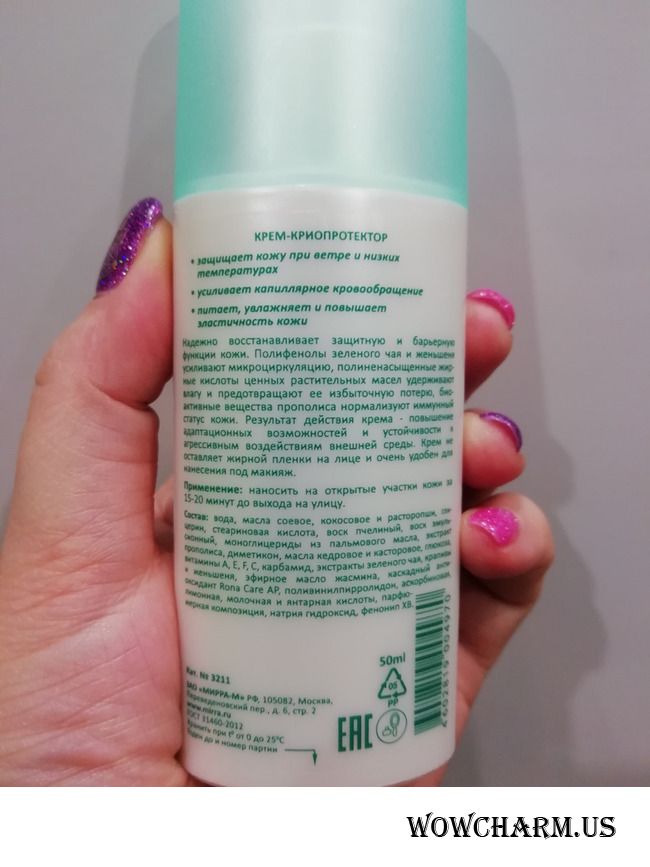 КРЕМ-КРИОПРОТЕКТОР
• защищает кожу при ветре и низких
температурах
• усиливает капиллярное кровообращение
• питает, увлажняет и повышает
эластичность кожи
Надежно восстанавливает защитную и барьерную
функции кожи. Полифенолы зеленого чая и женьшеня
усиливают микроциркуляцию, полиненасыщенные жир-
ные кислоты ценных растительных масел удерживают
влагу и предотвращают ее избыточную потерю, био-
активные вещества прополиса нормализуют иммунный
статус кожи. Результат действия крема - повышение
адаптационных возможностей и устойчивости к
агрессивным воздействиям внешней среды. Крем не
оставляет жирной пленки на лице и очень удобен для
нанесения под макияж.
Применение: наносить на открытые участки кожи за
15-20 минут до выхода на улицу.
Состав: вода, масла соевое, кокосовое и расторопши, гли-
церин, стеариновая кислота, воск пчелиный, воск эмуль-
сионный, моноглицериды из пальмового масла, экстракт
прополиса, диметикон, масла кедровое и касторовое, глюкоза,
витамины A, E, F, C, карбамид, экстракты зеленого чая, крапивы
и женьшеня, эфирное масло жасмина, каскадный анти-
оксидант Rona Care AP, поливинилпирролидон, аскорбиновая,
лимонная, молочная и янтарная кислоты, парфю-
мерная композиция, натрия гидроксид, фенонип ХВ.
Кат. № 3211
50ml
ЗАО «МИРРА-М» РФ, 105082, Москва,
Переведеновский пер., д. 6, стр. 2
www.mirra.ru
ГОСТ 31460-2012
Хранить при t° от 0 до 25°C
Годен до и номер партии
05
PP
EAC
4602819004970
WOWCHARM.US